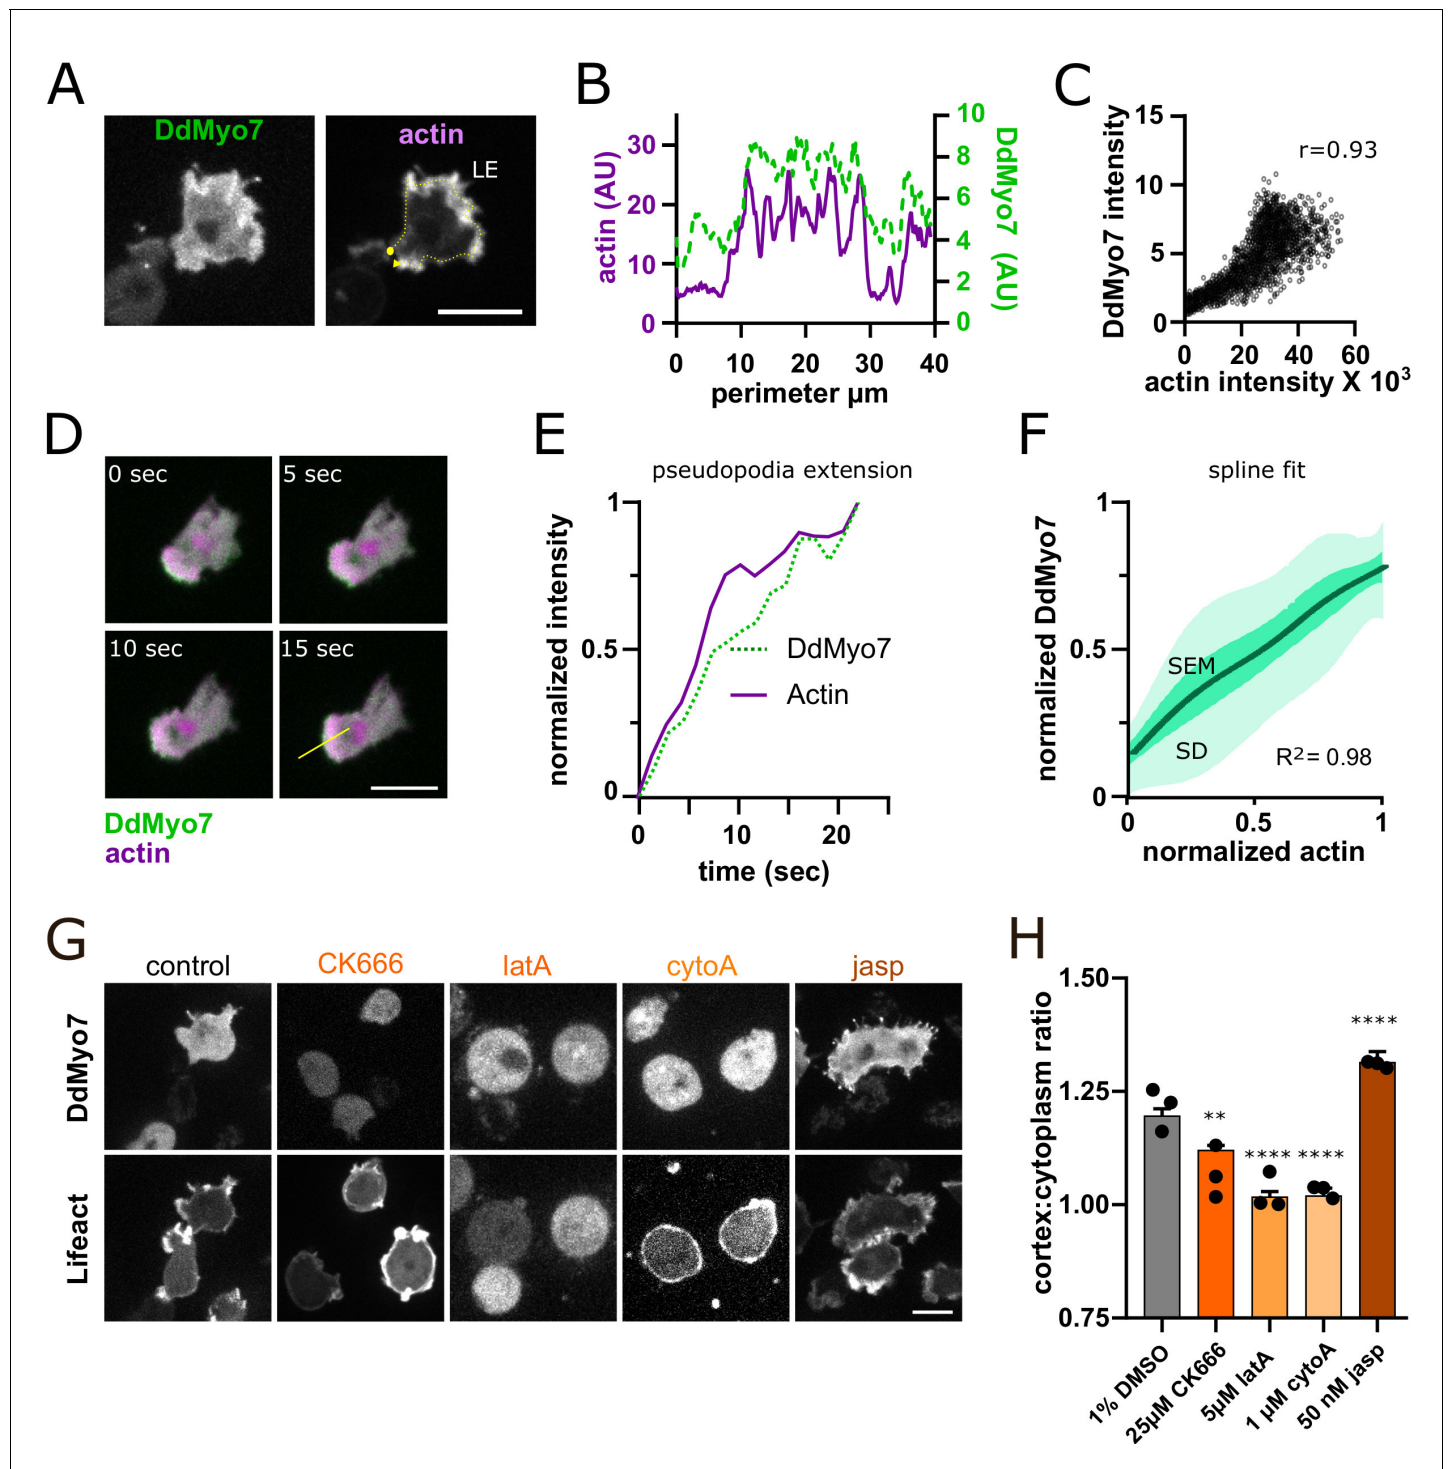 A
DdMyo7
actin
LE
B
actin (AU)
30
20
10
0
10
8
6
4
2
0
DdMyo7 (AU)
0 10 20 30 40
perimeter µm
C
DdMyo7 intensity
15
10
5
0
r=0.93
0 20 40 60
actin intensity X 10³
D
0 sec
5 sec
10 sec
15 sec
DdMyo7
actin
E
pseudopodia extension
normalized intensity
1
0.5
0
DdMyo7
Actin
0 10 20
time (sec)
F
spline fit
normalized DdMyo7
1
0.5
0
SEM
SD
R²= 0.98
0 0.5 1
normalized actin
G
control CK666 latA cytoA jasp
DdMyo7
Lifeact
H
cortex:cytoplasm ratio
1.50
1.25
1.00
0.75
**
****
****
****
1% DMSO
25µM CK666
5µM latA
1 µM cytoA
50 nM jasp